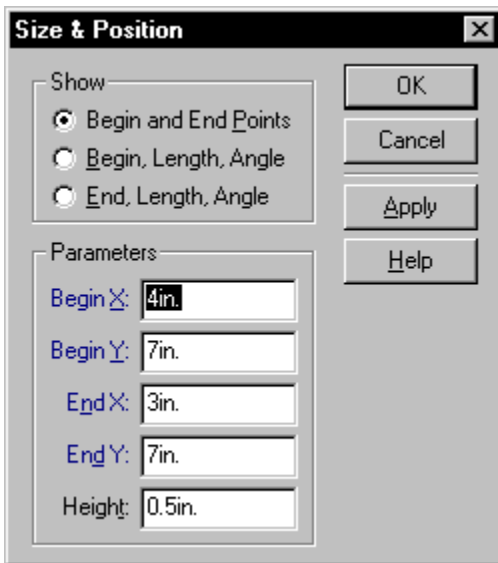 Size & Position
Show
Begin and End Points
Begin, Length, Angle
End, Length, Angle
OK
Cancel
Apply
Help
Parameters
Begin X: 4in.
Begin Y: 7in.
End X: 3in.
End Y: 7in.
Height: 0.5in.